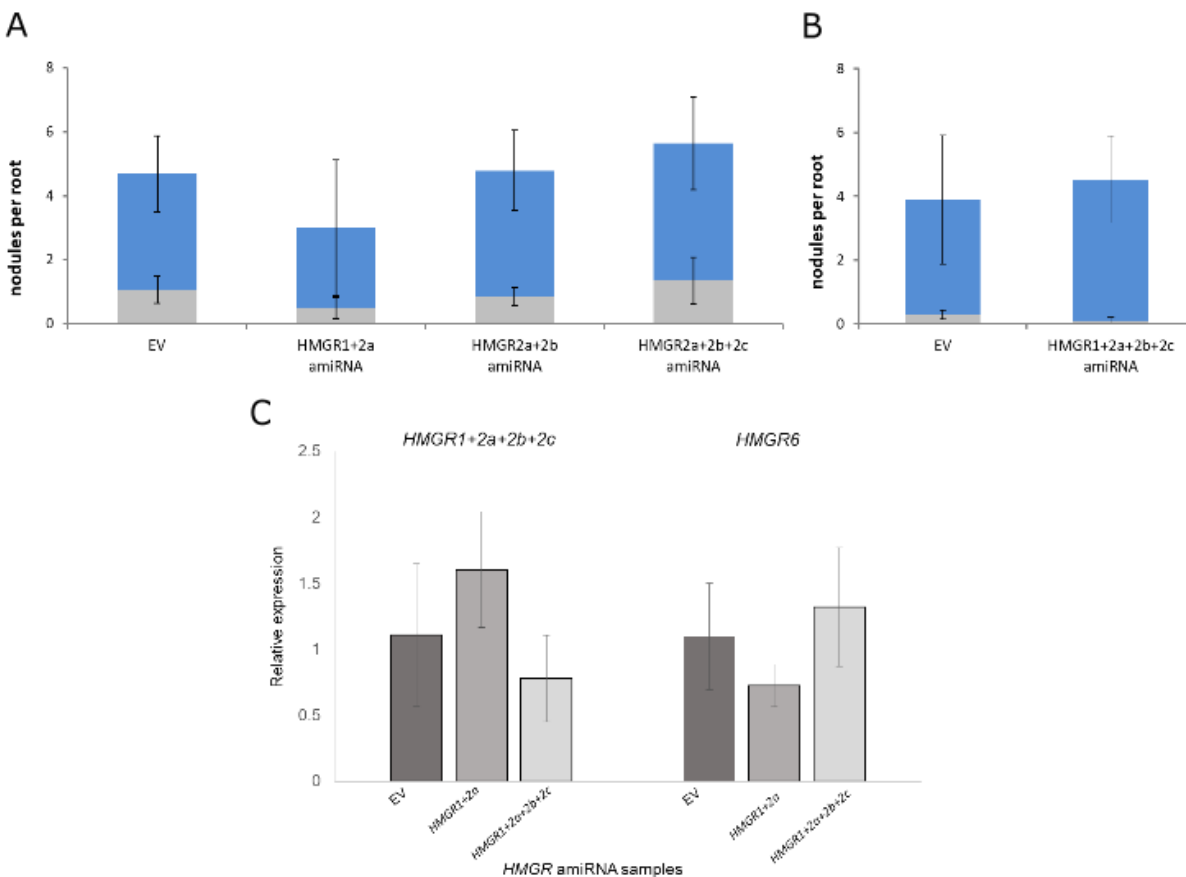 A
B
nodules per root
8
6
4
2
0
EV
HMGR1+2a
amiRNA
HMGR2a+2b
amiRNA
HMGR2a+2b+2c
amiRNA
nodules per root
8
6
4
2
0
EV
HMGR1+2a+2b+2c
amiRNA
C
HMGR1+2a+2b+2c
HMGR6
Relative expression
2.5
2
1.5
1
0.5
0
EV
HMGR1+2a
HMGR1+2a+2b+2c
EV
HMGR1+2a
HMGR1+2a+2b+2c
HMGR amiRNA samples